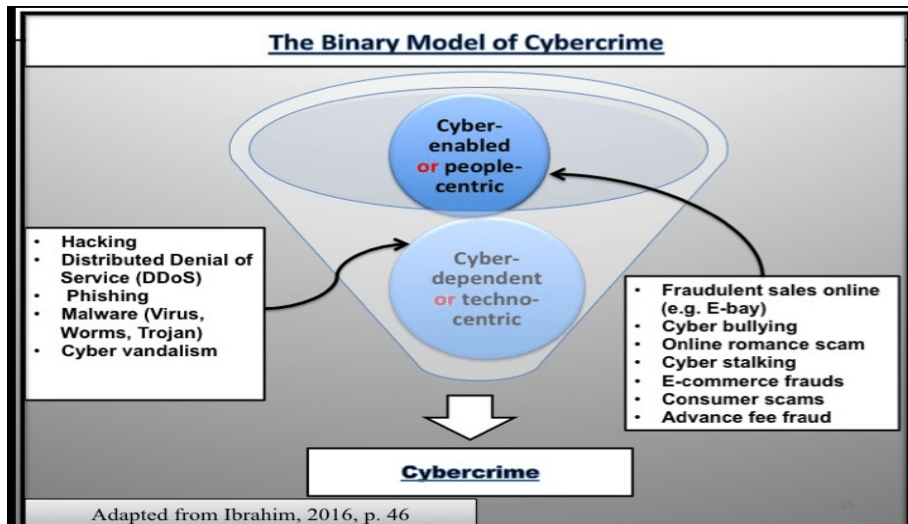 The Binary Model of Cybercrime
Cyber-
enabled
or people-
centric
Cyber-
dependent
or techno-
centric
• Hacking
• Distributed Denial of
Service (DDoS)
• Phishing
• Malware (Virus,
Worms, Trojan)
• Cyber vandalism
• Fraudulent sales online
(e.g. E-bay)
• Cyber bullying
• Online romance scam
• Cyber stalking
• E-commerce frauds
• Consumer scams
• Advance fee fraud
Cybercrime
Adapted from Ibrahim, 2016, p. 46
15